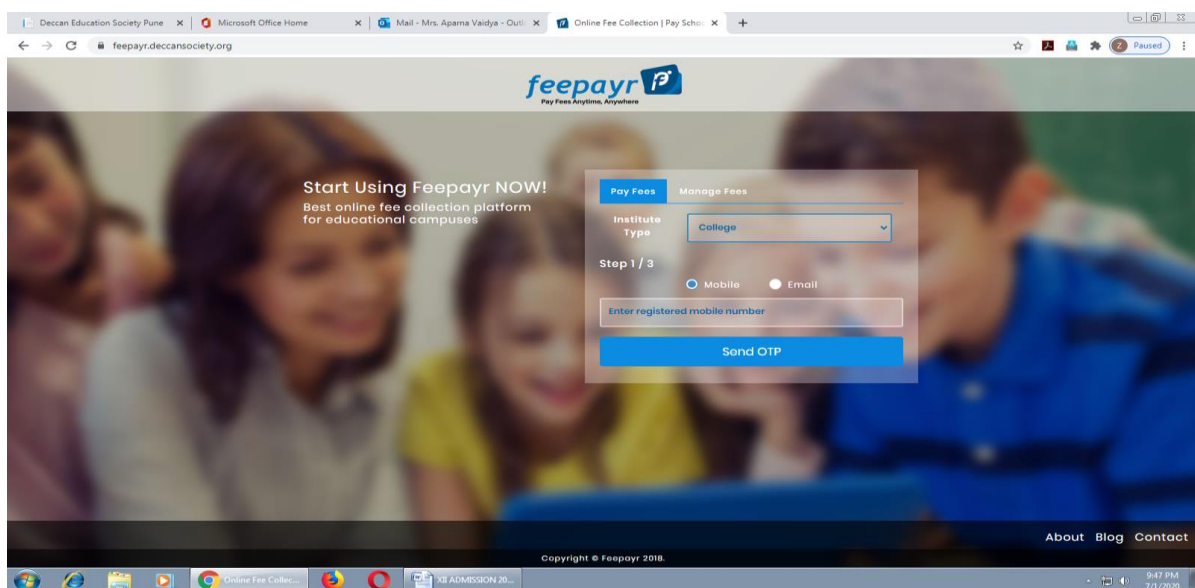 Deccan Education Society Pune
Microsoft Office Home
Mail - Mrs. Aparna Vaidya - Outl
Online Fee Collection | Pay Schoo
feepayr.deccansociety.org
Paused
feepayr
Pay Fees Anytime, Anywhere
Start Using Feepayr NOW!
Best online fee collection platform
for educational campuses
Pay Fees
Manage Fees
Institute
Type
College
Step 1 / 3
Mobile
Email
Enter registered mobile number
Send OTP
About Blog Contact
Copyright © Feepayr 2018.
Online Fee Collec...
XII ADMISSION 20...
9:47 PM
7/1/2020